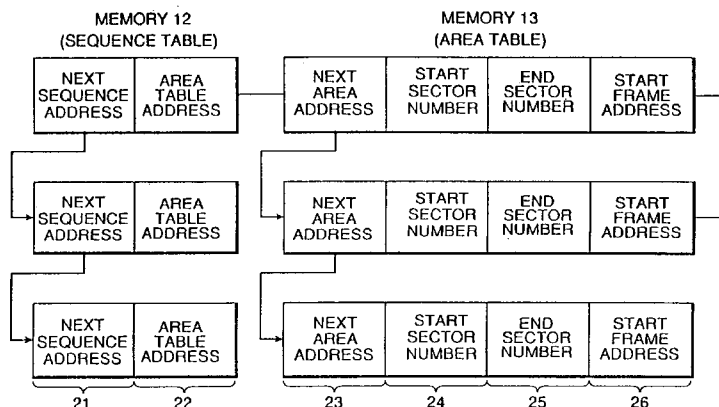 MEMORY 12
(SEQUENCE TABLE)
MEMORY 13
(AREA TABLE)
NEXT
SEQUENCE
ADDRESS
AREA
TABLE
ADDRESS
NEXT
AREA
ADDRESS
START
SECTOR
NUMBER
END
SECTOR
NUMBER
START
FRAME
ADDRESS
NEXT
SEQUENCE
ADDRESS
AREA
TABLE
ADDRESS
NEXT
AREA
ADDRESS
START
SECTOR
NUMBER
END
SECTOR
NUMBER
START
FRAME
ADDRESS
NEXT
SEQUENCE
ADDRESS
AREA
TABLE
ADDRESS
NEXT
AREA
ADDRESS
START
SECTOR
NUMBER
END
SECTOR
NUMBER
START
FRAME
ADDRESS
21
22
23
24
25
26